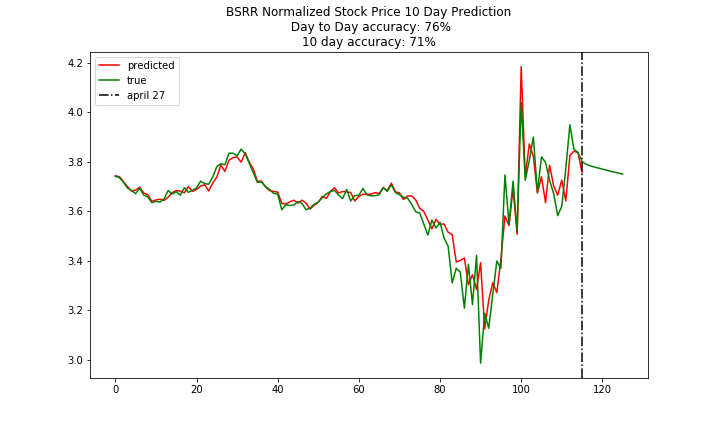 BSRR Normalized Stock Price 10 Day Prediction
Day to Day accuracy: 76%
10 day accuracy: 71%
predicted
true
april 27
4.2
4.0
3.8
3.6
3.4
3.2
3.0
0 20 40 60 80 100 120